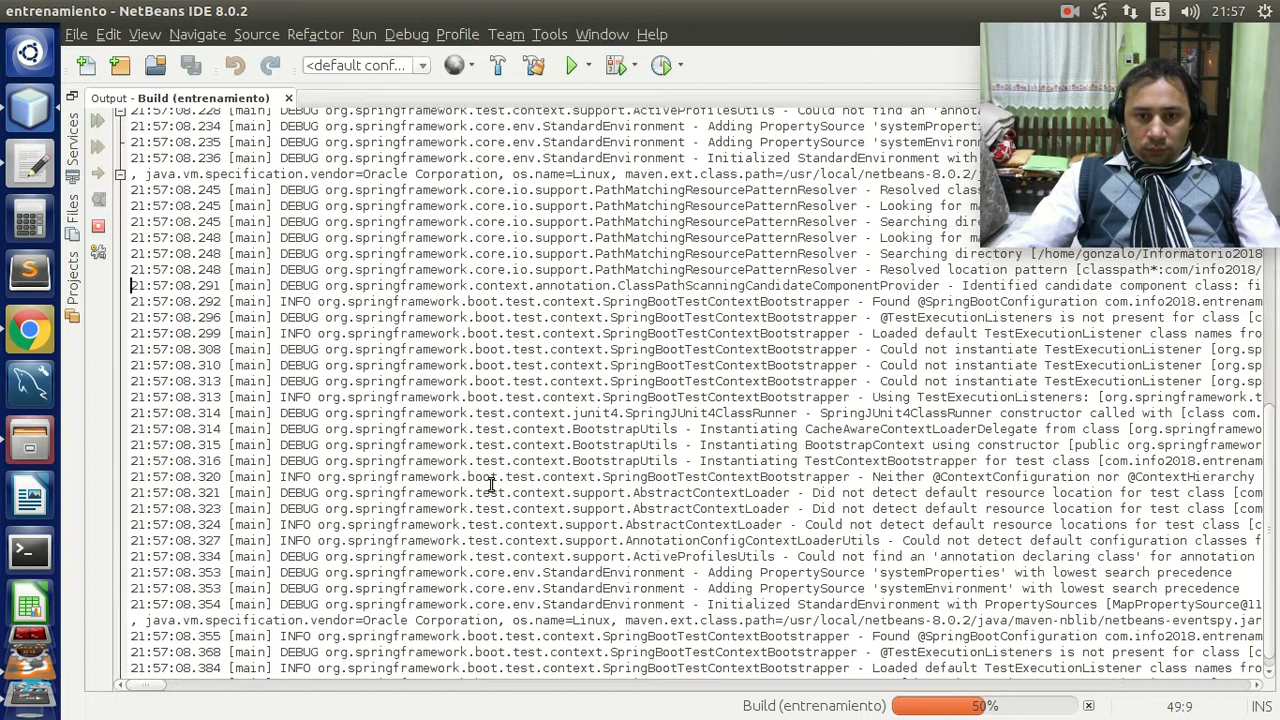 entrenamiento - NetBeans IDE 8.0.2
Es
21:57
File Edit View Navigate Source Refactor Run Debug Profile Team Tools Window Help
<default conf...
Output - Build (entrenamiento)
Services
Files
Projects
21:57:08.228 [main] DEBUG org.springframework.test.context.support.ActiveProfilesUtils - Could not find an 'annota
21:57:08.234 [main] DEBUG org.springframework.core.env.StandardEnvironment - Adding PropertySource 'systemProperti
21:57:08.235 [main] DEBUG org.springframework.core.env.StandardEnvironment - Adding PropertySource 'systemEnviron
21:57:08.236 [main] DEBUG org.springframework.core.env.StandardEnvironment - Initialized StandardEnvironment with
, java.vm.specification.vendor=Oracle Corporation, os.name=Linux, maven.ext.class.path=/usr/local/netbeans-8.0.2/j
21:57:08.245 [main] DEBUG org.springframework.core.io.support.PathMatchingResourcePatternResolver - Resolved class
21:57:08.245 [main] DEBUG org.springframework.core.io.support.PathMatchingResourcePatternResolver - Looking for ma
21:57:08.245 [main] DEBUG org.springframework.core.io.support.PathMatchingResourcePatternResolver - Searching dire
21:57:08.248 [main] DEBUG org.springframework.core.io.support.PathMatchingResourcePatternResolver - Looking for ma
21:57:08.248 [main] DEBUG org.springframework.core.io.support.PathMatchingResourcePatternResolver - Searching directory [/home/gonzalo/Informatorio2018
21:57:08.248 [main] DEBUG org.springframework.core.io.support.PathMatchingResourcePatternResolver - Resolved location pattern [classpath*:com/info2018/
21:57:08.291 [main] DEBUG org.springframework.context.annotation.ClassPathScanningCandidateComponentProvider - Identified candidate component class: fi
21:57:08.292 [main] INFO org.springframework.boot.test.context.SpringBootTestContextBootstrapper - Found @SpringBootConfiguration com.info2018.entrenam
21:57:08.296 [main] DEBUG org.springframework.boot.test.context.SpringBootTestContextBootstrapper - @TestExecutionListeners is not present for class [c
21:57:08.299 [main] INFO org.springframework.boot.test.context.SpringBootTestContextBootstrapper - Loaded default TestExecutionListener class names fro
21:57:08.308 [main] DEBUG org.springframework.boot.test.context.SpringBootTestContextBootstrapper - Could not instantiate TestExecutionListener [org.sp
21:57:08.310 [main] DEBUG org.springframework.boot.test.context.SpringBootTestContextBootstrapper - Could not instantiate TestExecutionListener [org.sp
21:57:08.313 [main] DEBUG org.springframework.boot.test.context.SpringBootTestContextBootstrapper - Could not instantiate TestExecutionListener [org.sp
21:57:08.313 [main] INFO org.springframework.boot.test.context.SpringBootTestContextBootstrapper - Using TestExecutionListeners: [org.springframework.t
21:57:08.314 [main] DEBUG org.springframework.test.context.junit4.SpringJUnit4ClassRunner - SpringJUnit4ClassRunner constructor called with [class com.
21:57:08.314 [main] DEBUG org.springframework.test.context.BootstrapUtils - Instantiating CacheAwareContextLoaderDelegate from class [org.springframewo
21:57:08.315 [main] DEBUG org.springframework.test.context.BootstrapUtils - Instantiating BootstrapContext using constructor [public org.springframewor
21:57:08.316 [main] DEBUG org.springframework.test.context.BootstrapUtils - Instantiating TestContextBootstrapper for test class [com.info2018.entrenam
21:57:08.320 [main] INFO org.springframework.boot.test.context.SpringBootTestContextBootstrapper - Neither @ContextConfiguration nor @ContextHierarchy
21:57:08.321 [main] DEBUG org.springframework.test.context.support.AbstractContextLoader - Did not detect default resource location for test class [com
21:57:08.323 [main] DEBUG org.springframework.test.context.support.AbstractContextLoader - Did not detect default resource location for test class [com
21:57:08.324 [main] INFO org.springframework.test.context.support.AbstractContextLoader - Could not detect default resource locations for test class [c
21:57:08.327 [main] INFO org.springframework.test.context.support.AnnotationConfigContextLoaderUtils - Could not detect default configuration classes f
21:57:08.334 [main] DEBUG org.springframework.test.context.support.ActiveProfilesUtils - Could not find an 'annotation declaring class' for annotation
21:57:08.353 [main] DEBUG org.springframework.core.env.StandardEnvironment - Adding PropertySource 'systemProperties' with lowest search precedence
21:57:08.353 [main] DEBUG org.springframework.core.env.StandardEnvironment - Adding PropertySource 'systemEnvironment' with lowest search precedence
21:57:08.354 [main] DEBUG org.springframework.core.env.StandardEnvironment - Initialized StandardEnvironment with PropertySources [MapPropertySource@11
, java.vm.specification.vendor=Oracle Corporation, os.name=Linux, maven.ext.class.path=/usr/local/netbeans-8.0.2/java/maven-nblib/netbeans-eventspy.jar
21:57:08.355 [main] INFO org.springframework.boot.test.context.SpringBootTestContextBootstrapper - Found @SpringBootConfiguration com.info2018.entrenam
21:57:08.368 [main] DEBUG org.springframework.boot.test.context.SpringBootTestContextBootstrapper - @TestExecutionListeners is not present for class [c
21:57:08.384 [main] INFO org.springframework.boot.test.context.SpringBootTestContextBootstrapper - Loaded default TestExecutionListener class names fro
Build (entrenamiento) 50% 49:9 INS